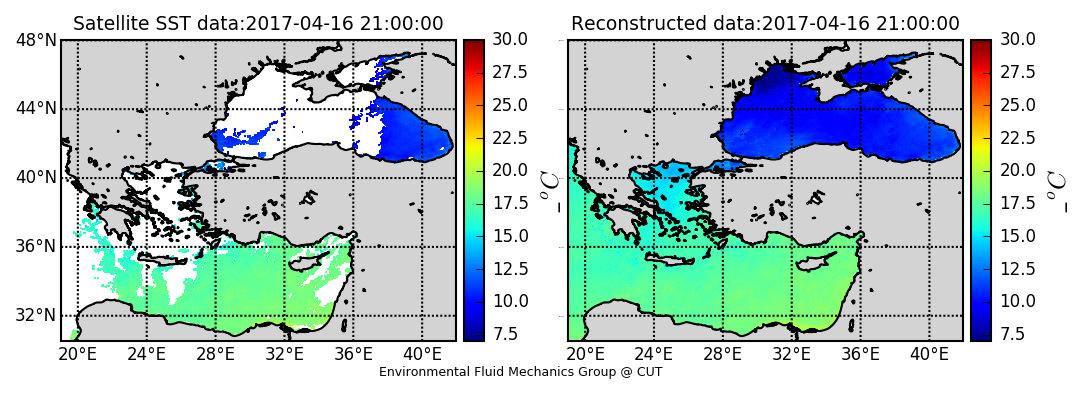 Satellite SST data:2017-04-16 21:00:00
Reconstructed data:2017-04-16 21:00:00
48°N
44°N
40°N
36°N
32°N
20°E 24°E 28°E 32°E 36°E 40°E
30.0
27.5
25.0
22.5
20.0
17.5
15.0
12.5
10.0
7.5
_ °C
20°E 24°E 28°E 32°E 36°E 40°E
30.0
27.5
25.0
22.5
20.0
17.5
15.0
12.5
10.0
7.5
_ °C
Environmental Fluid Mechanics Group @ CUT